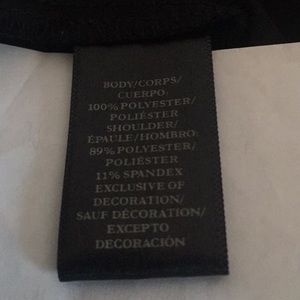 BODY/CORPS/
CUERPO:
100% POLYESTER/
POLIÉSTER
SHOULDER/
ÉPAULE/HOMBRO:
89% POLYESTER/
POLIÉSTER
11% SPANDEX
EXCLUSIVE OF
DECORATION/
SAUF DÉCORATION/
EXCEPTO
DECORACIÓN